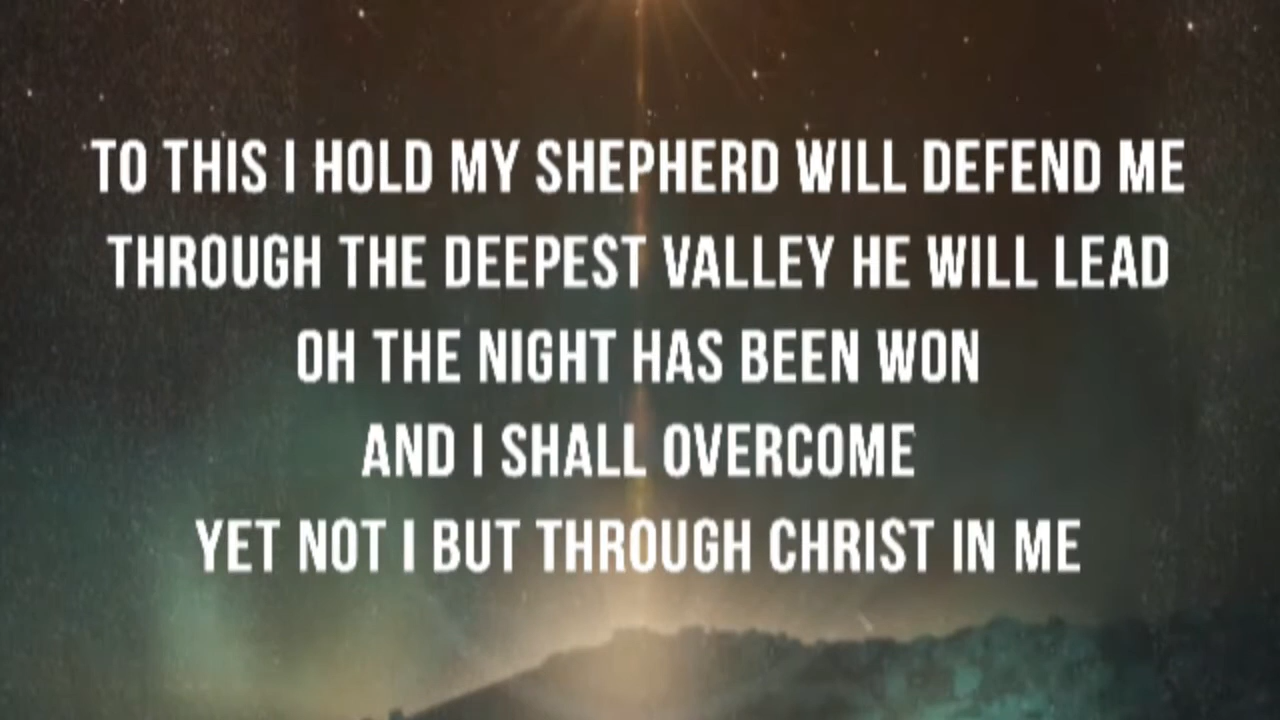 TO THIS I HOLD MY SHEPHERD WILL DEFEND ME
THROUGH THE DEEPEST VALLEY HE WILL LEAD
OH THE NIGHT HAS BEEN WON
AND I SHALL OVERCOME
YET NOT I BUT THROUGH CHRIST IN ME